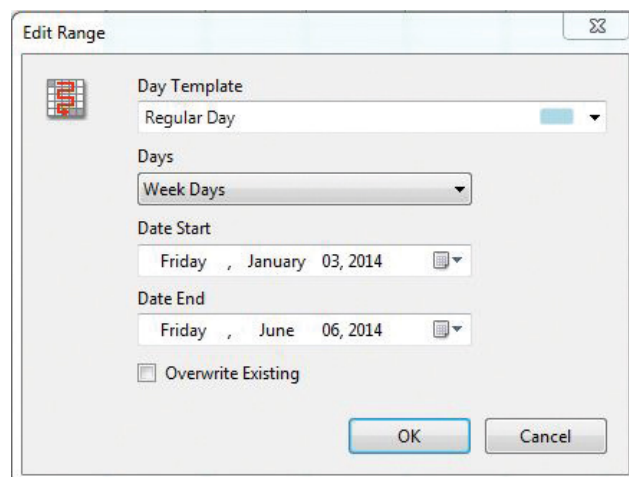 Edit Range
Day Template
Regular Day
Days
Week Days
Date Start
Friday , January 03, 2014
Date End
Friday , June 06, 2014
Overwrite Existing
OK Cancel